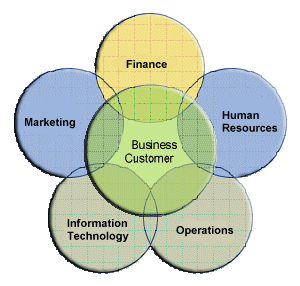 Finance
Marketing
Human
Resources
Business
Customer
Information
Technology
Operations